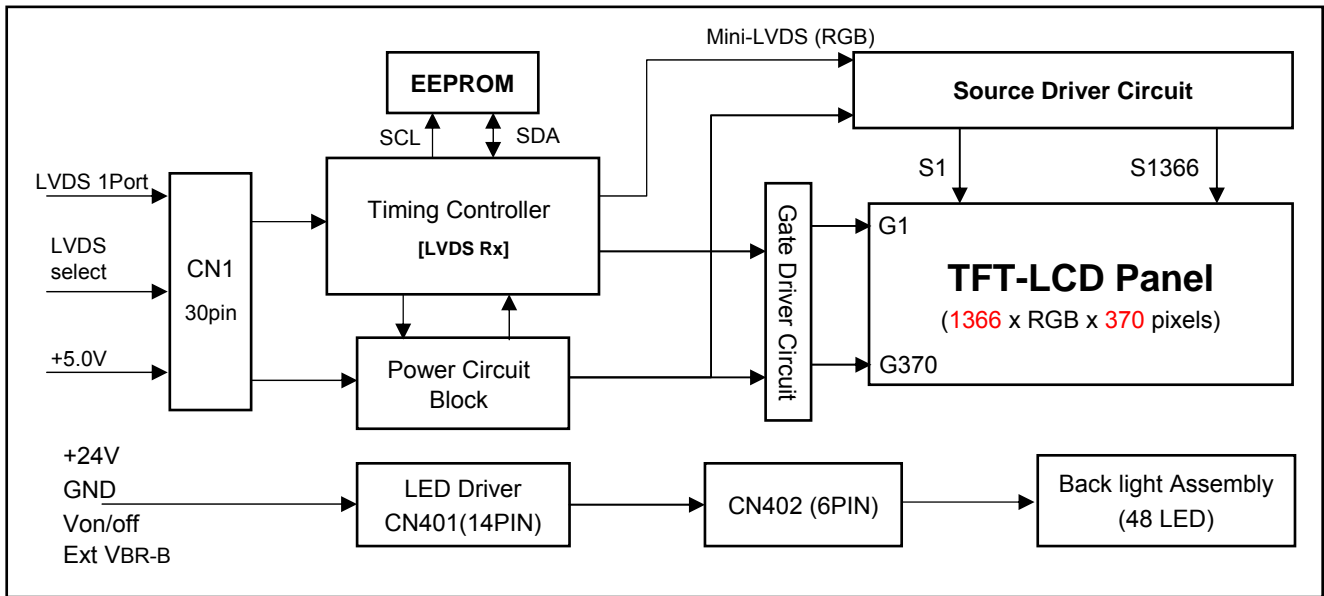 Mini-LVDS (RGB)
EEPROM
Source Driver Circuit
SCL
SDA
S1
S1366
LVDS 1Port
LVDS
select
+5.0V
CN1
30pin
Timing Controller
[LVDS Rx]
Power Circuit
Block
Gate Driver Circuit
G1
TFT-LCD Panel
(1366 x RGB x 370 pixels)
G370
+24V
GND
Von/off
Ext VBR-B
LED Driver
CN401(14PIN)
CN402 (6PIN)
Back light Assembly
(48 LED)